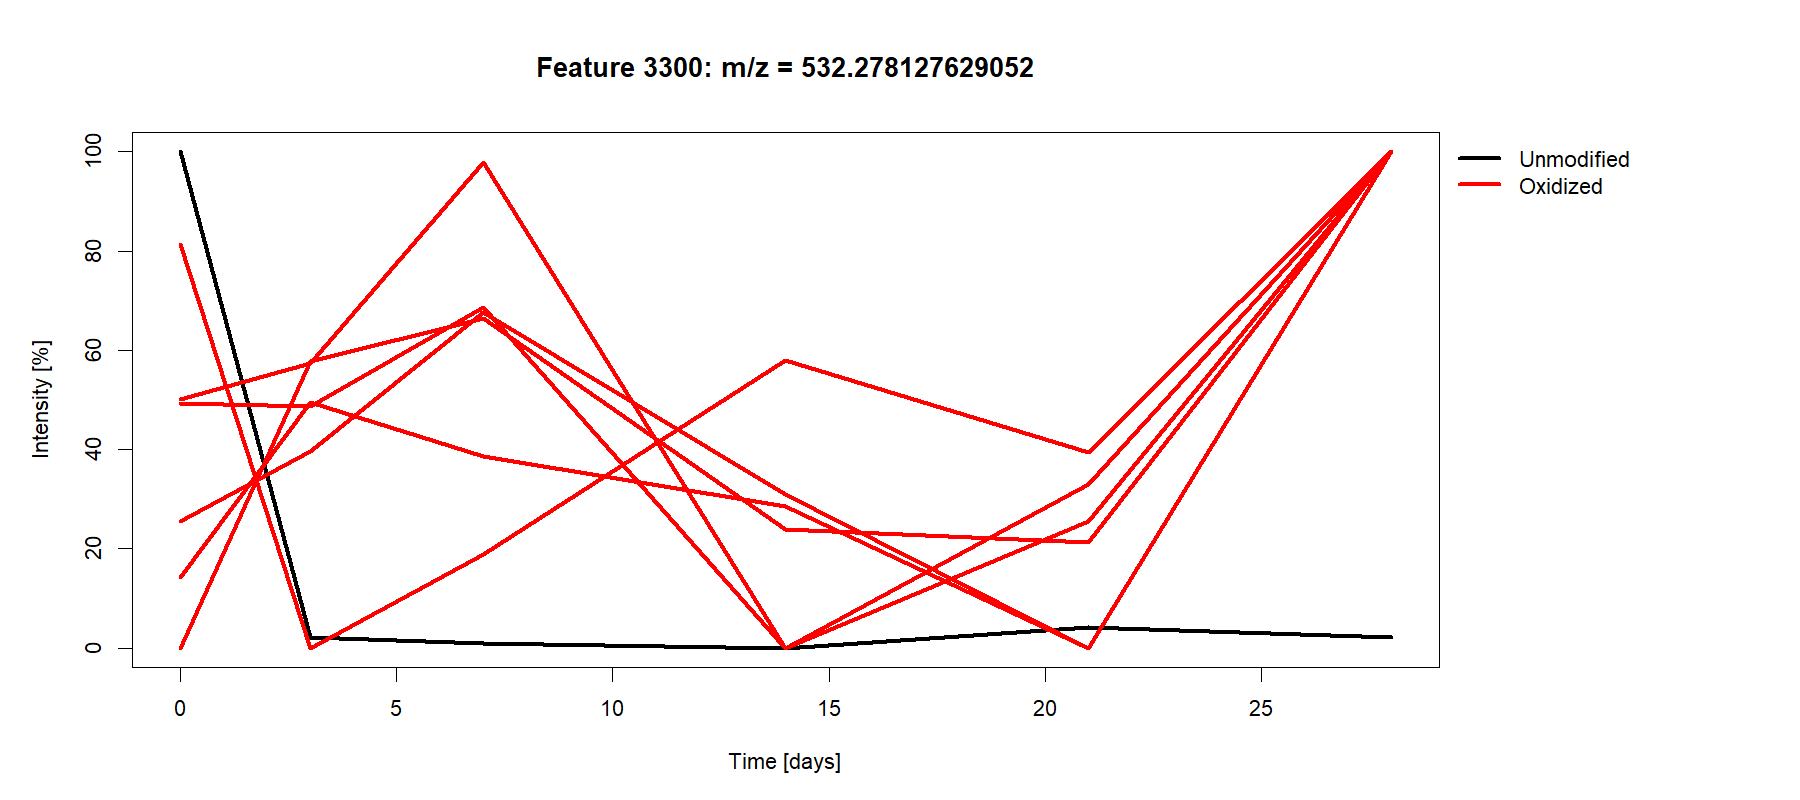 Feature 3300: m/z = 532.278127629052
Unmodified
Oxidized
Intensity [%]
100
80
60
40
20
0
0 5 10 15 20 25
Time [days]